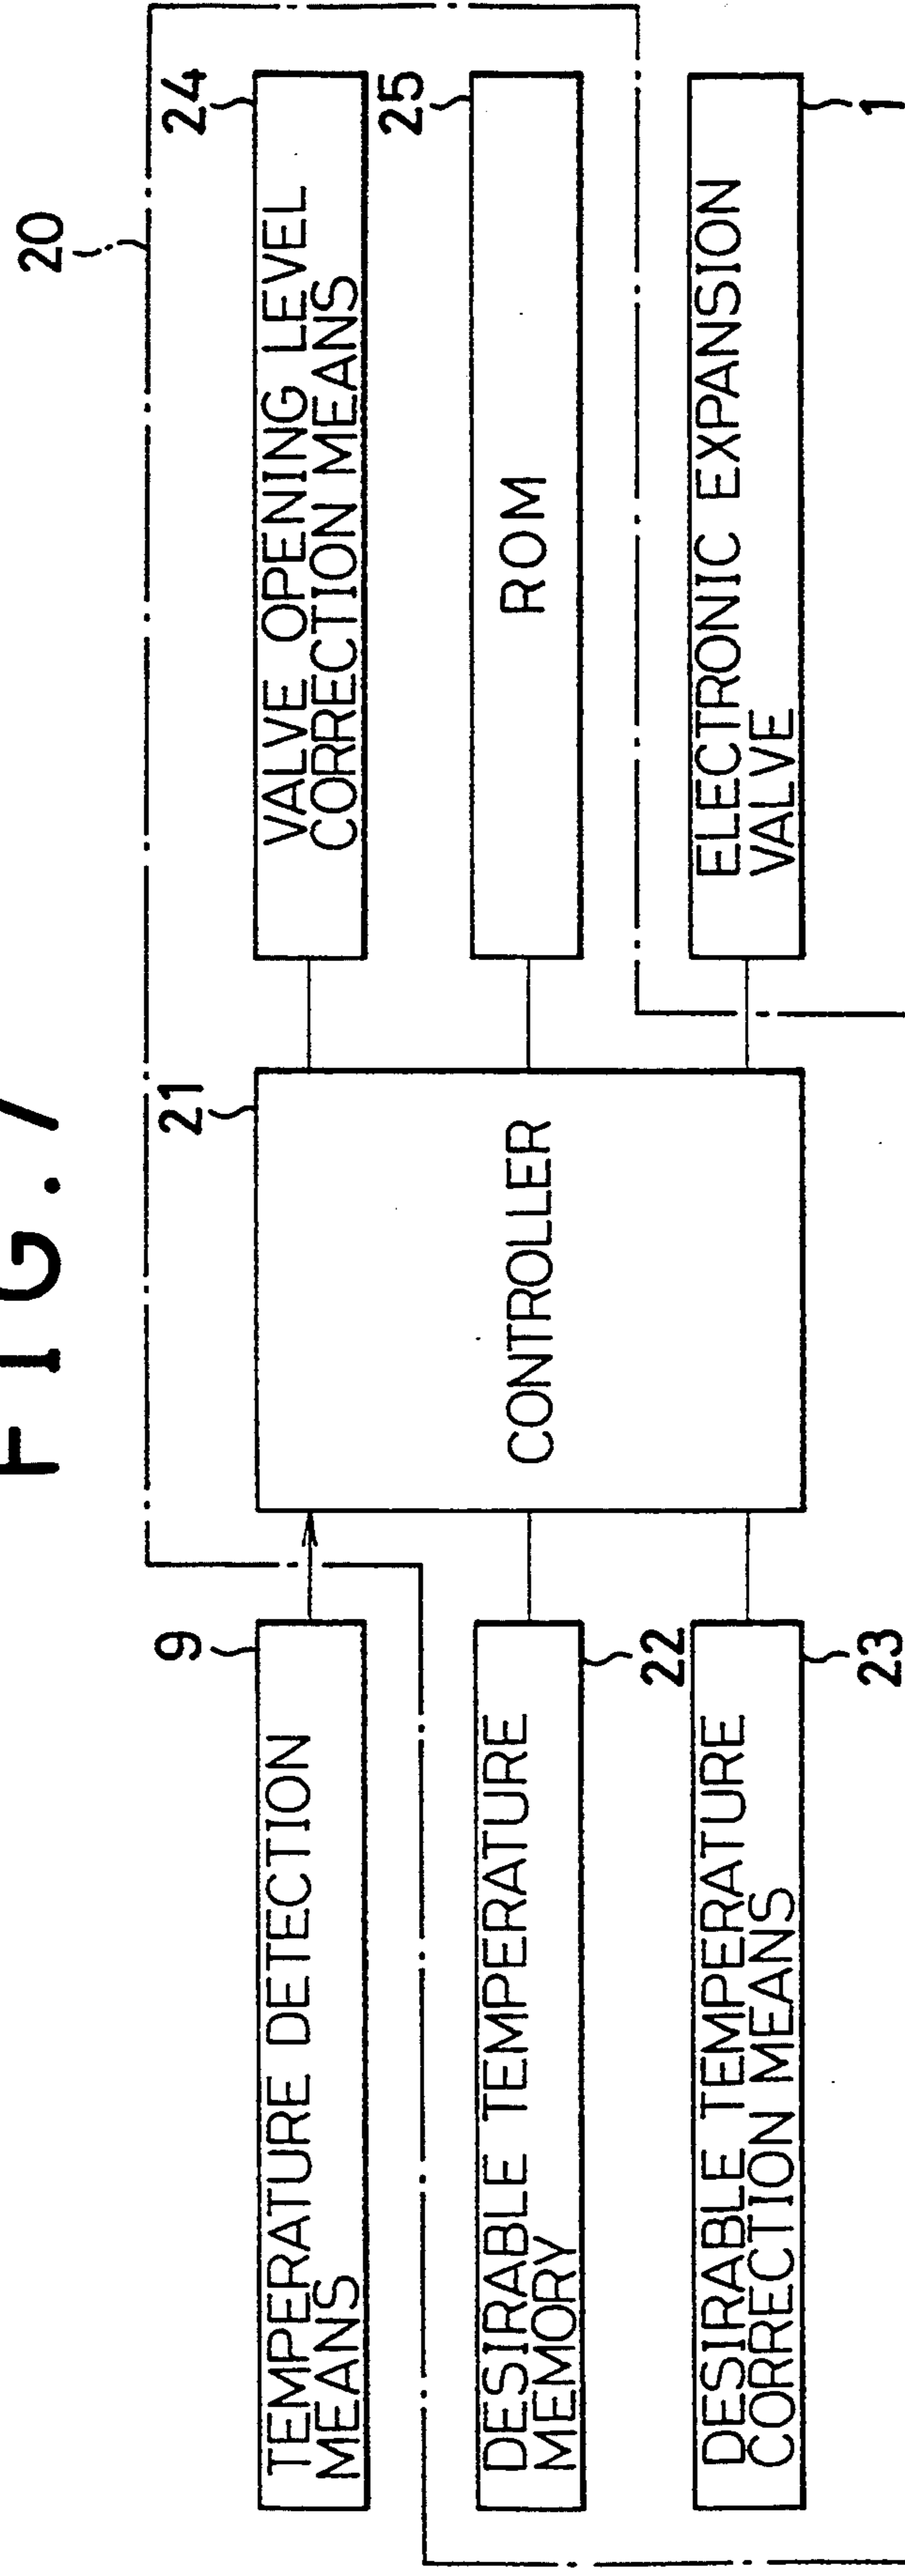 FIG. 7
20
9
TEMPERATURE DETECTION
MEANS
DESIRABLE TEMPERATURE
MEMORY
22
DESIRABLE TEMPERATURE
CORRECTION MEANS
23
21
CONTROLLER
24
VALVE OPENING LEVEL
CORRECTION MEANS
25
ROM
ELECTRONIC EXPANSION
VALVE
1